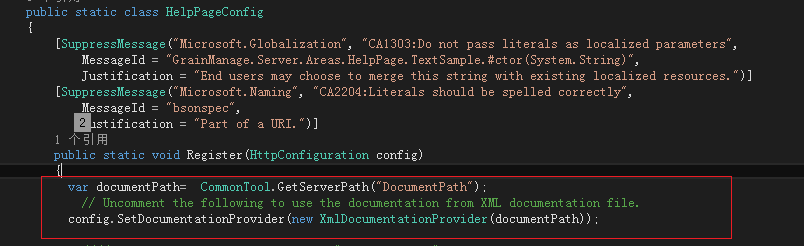 public static class HelpPageConfig
{
[SuppressMessage("Microsoft.Globalization", "CA1303:Do not pass literals as localized parameters",
MessageId = "GrainManage.Server.Areas.HelpPage.TextSample.#ctor(System.String)",
Justification = "End users may choose to merge this string with existing localized resources.")]
[SuppressMessage("Microsoft.Naming", "CA2204:Literals should be spelled correctly",
MessageId = "bsonspec",
2ustification = "Part of a URI.")]
1 个引用
public static void Register(HttpConfiguration config)
{
var documentPath=  CommonTool.GetServerPath("DocumentPath");
// Uncomment the following to use the documentation from XML documentation file.
config.SetDocumentationProvider(new XmlDocumentationProvider(documentPath));